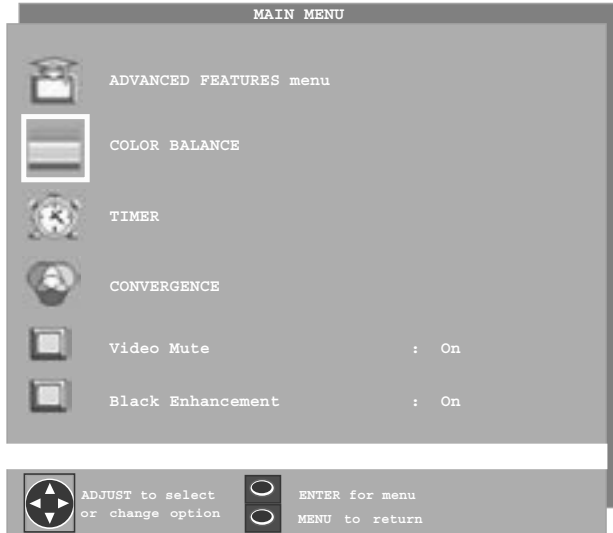 MAIN MENU
ADVANCED FEATURES menu
COLOR BALANCE
TIMER
CONVERGENCE
Video Mute : On
Black Enhancement : On
ADJUST to select
or change option
ENTER for menu
MENU to return